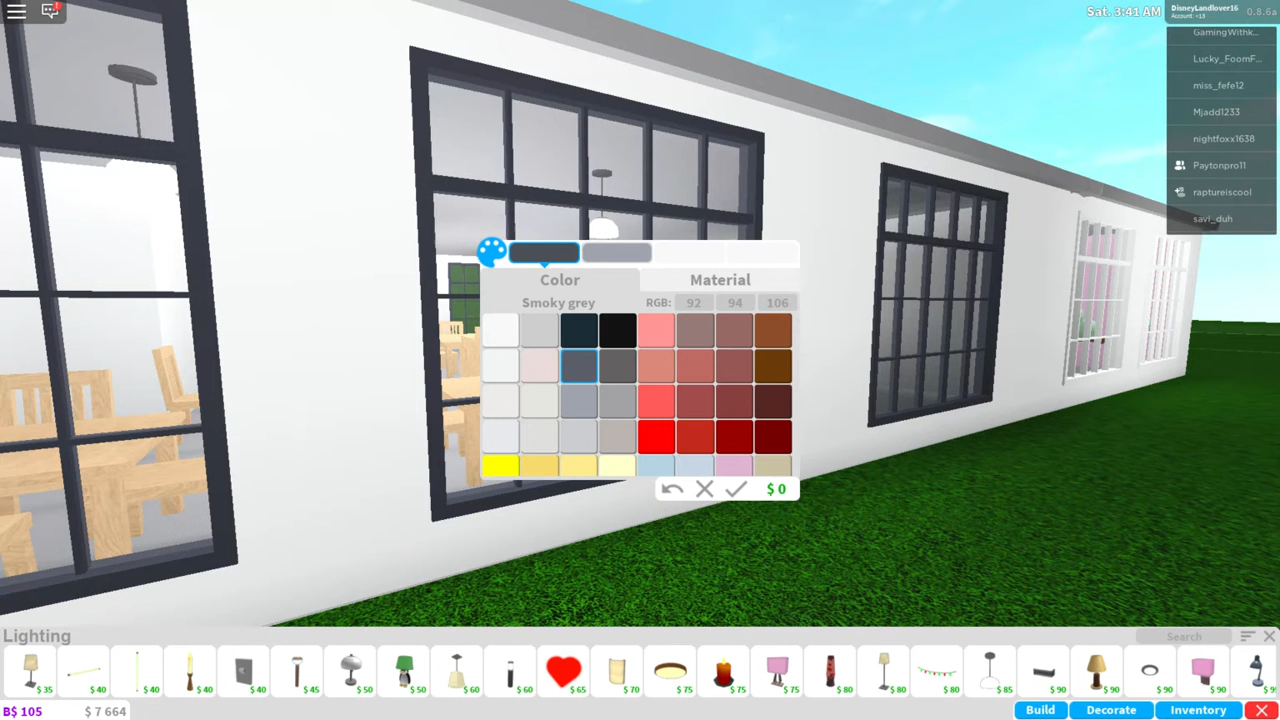 Sat. 3:41 AM
DisneyLandlover16
Account: <13
0.8.6a
GamingWithk...
Lucky_FoomF...
miss_fefe12
Mjadd1233
nightfoxx1638
Paytonpro11
raptureiscool
savi_duh
Color
Material
Smoky grey
RGB: 92 94 106
$ 0
Lighting
Search
$ 35 $ 40 $ 40 $ 40 $ 40 $ 45 $ 50 $ 50 $ 60 $ 60 $ 65 $ 70 $ 75 $ 75 $ 75 $ 80 $ 80 $ 80 $ 85 $ 90 $ 90 $ 90 $ 90
B$ 105 $ 7 664
Build Decorate Inventory